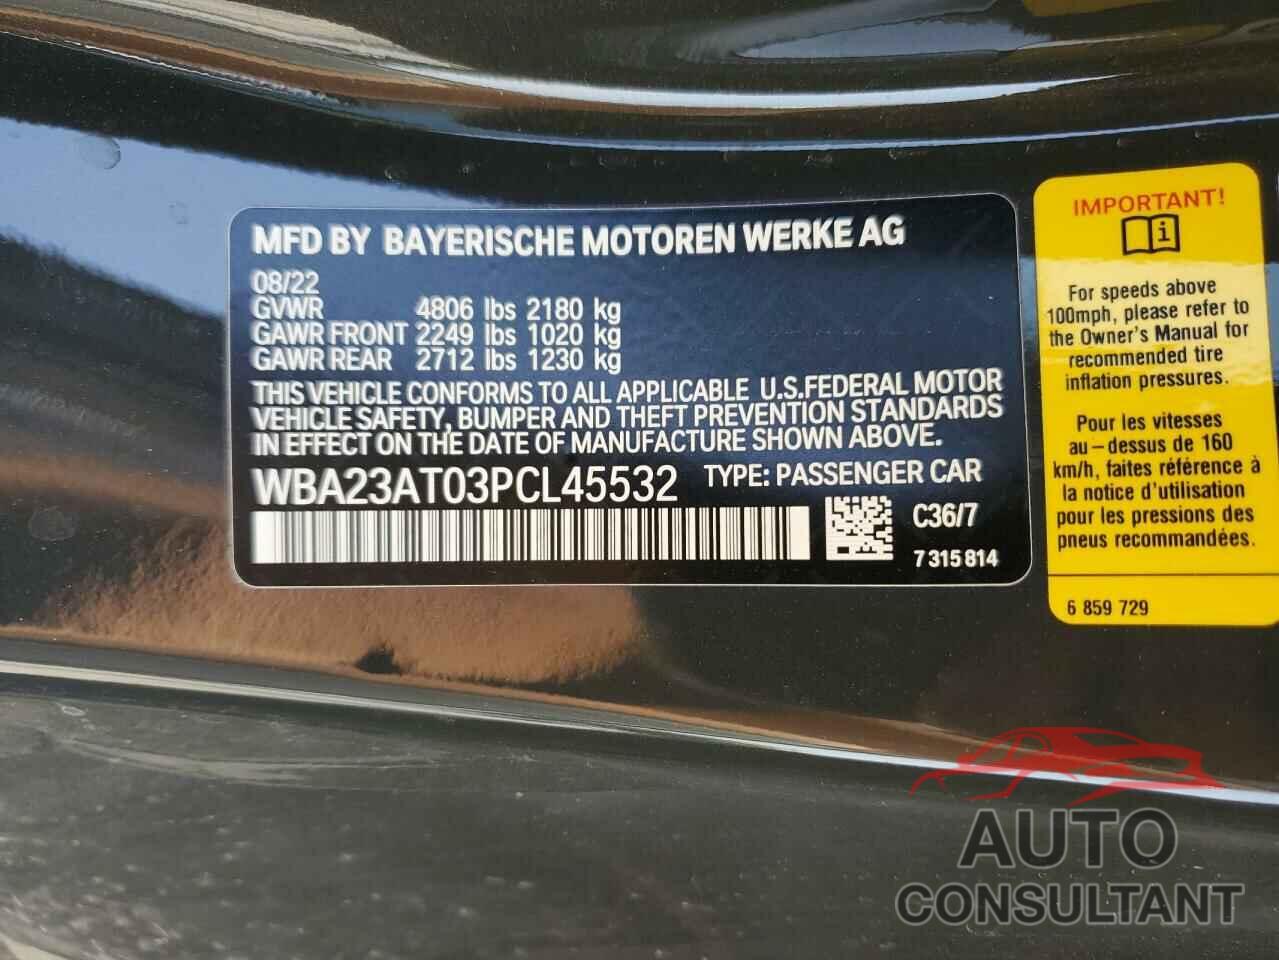 MFD BY BAYERISCHE MOTOREN WERKE AG
08/22
GVWR 4806 lbs 2180 kg
GAWR FRONT 2249 lbs 1020 kg
GAWR REAR 2712 lbs 1230 kg
THIS VEHICLE CONFORMS TO ALL APPLICABLE U.S.FEDERAL MOTOR
VEHICLE SAFETY, BUMPER AND THEFT PREVENTION STANDARDS
IN EFFECT ON THE DATE OF MANUFACTURE SHOWN ABOVE.
WBA23AT03PCL45532 TYPE: PASSENGER CAR
C36/7
7 315 814
IMPORTANT!
i
For speeds above
100mph, please refer to
the Owner's Manual for
recommended tire
inflation pressures.
Pour les vitesses
au-dessus de 160
km/h, faites référence à
la notice d'utilisation
pour les pressions des
pneus recommandées.
6 859 729
AUTO
CONSULTANT